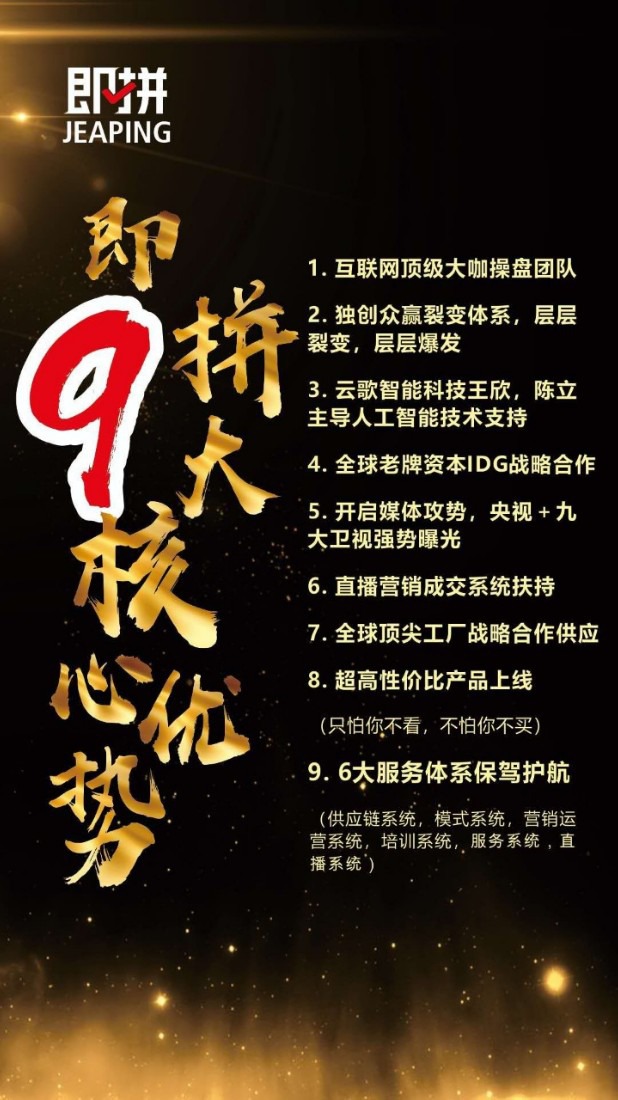 即拼
JEAPING
即拼
9大
核心优势
1. 互联网顶级大咖操盘团队
2. 独创众赢裂变体系，层层
裂变，层层爆发
3. 云歌智能科技王欣，陈立
主导人工智能技术支持
4. 全球老牌资本IDG战略合作
5. 开启媒体攻势，央视＋九
大卫视强势曝光
6. 直播营销成交系统扶持
7. 全球顶尖工厂战略合作供应
8. 超高性价比产品上线
（只怕你不看，不怕你不买）
9. 6大服务体系保驾护航
（供应链系统，模式系统，营销运
营系统，培训系统，服务系统，直
播系统）